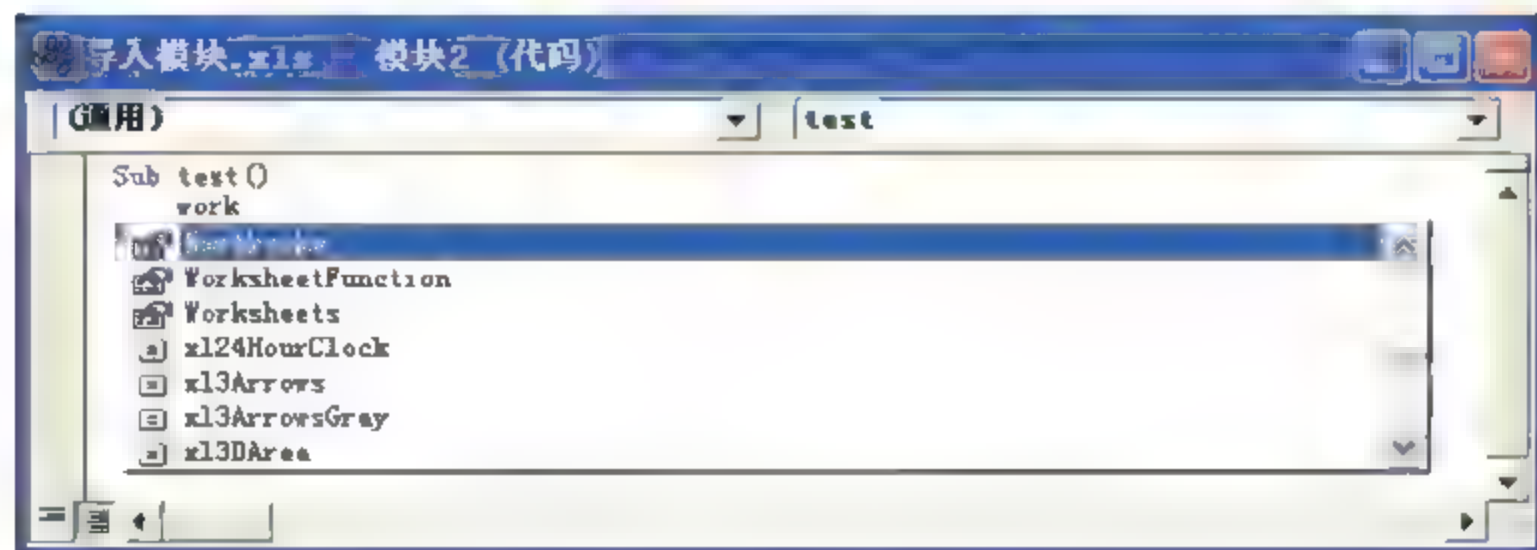 导入模块.xls - 模块2 (代码)
(通用)
test
Sub test()
work
WorksheetFunction
Worksheets
xl24HourClock
xl3Arrows
xl3ArrowsGray
xl3DArea